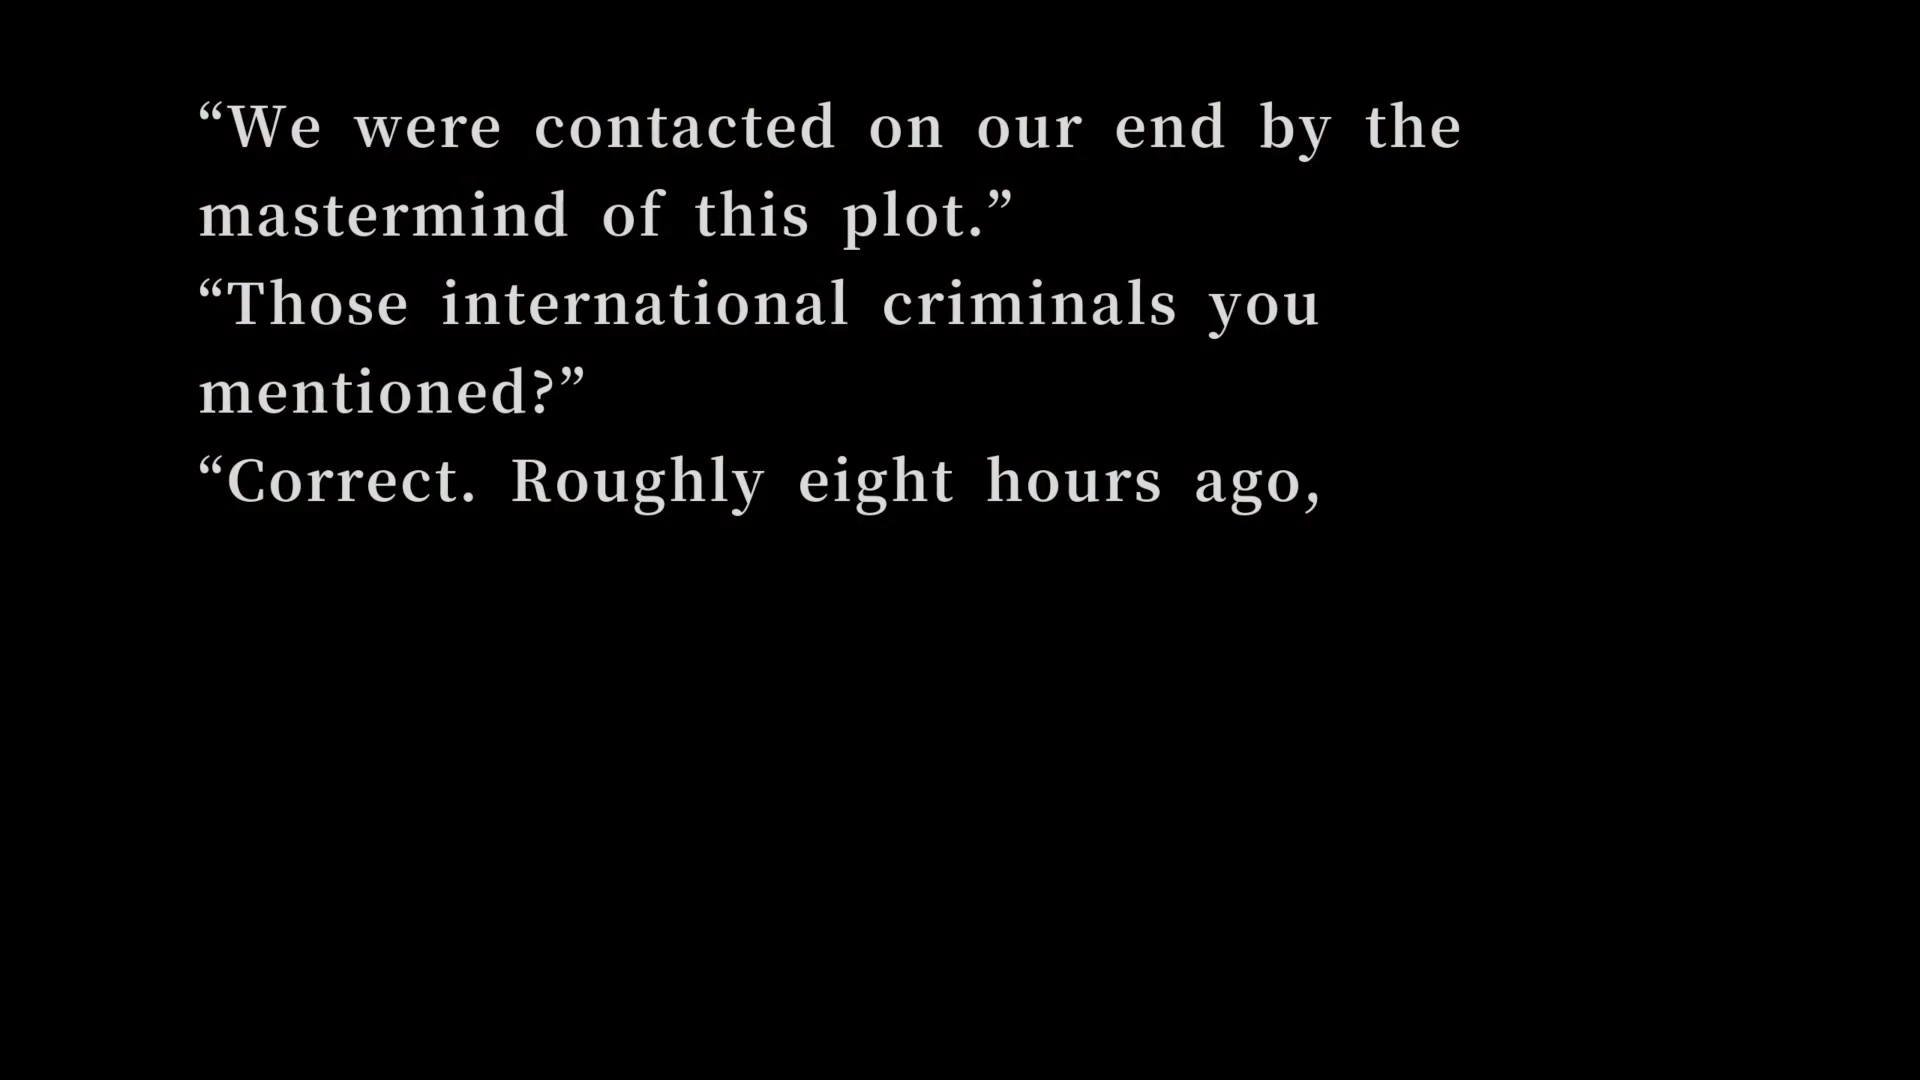 “We were contacted on our end by the
mastermind of this plot.”
“Those international criminals you
mentioned?”
“Correct. Roughly eight hours ago,